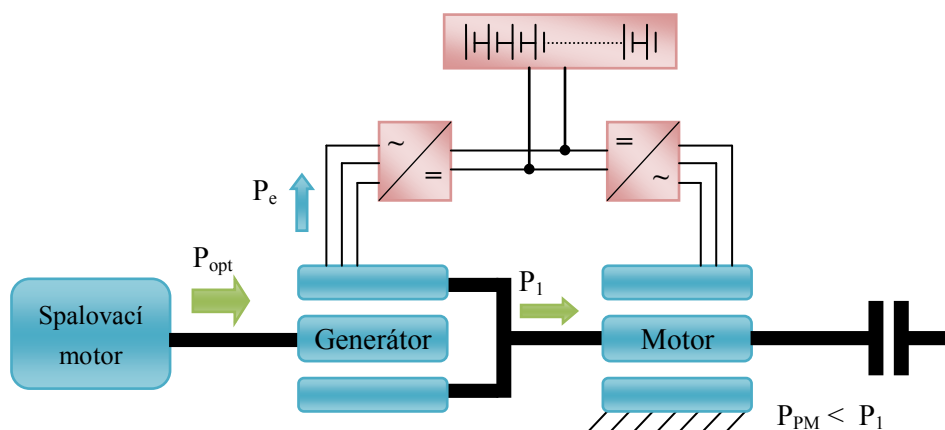 ~
=
=
~
Pe
Popt
P1
Spalovací
motor
Generátor
Motor
PPM < P1